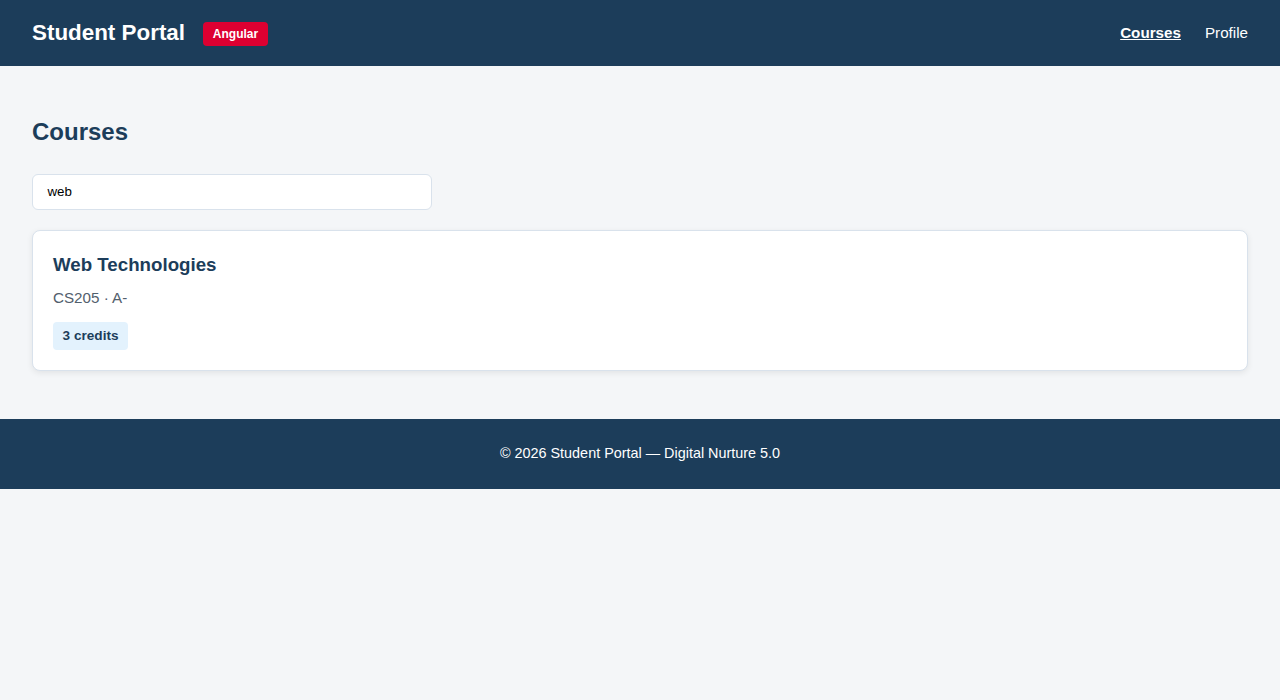 Student Portal Angular Courses Profile
Courses
web
Web Technologies
CS205 · A-
3 credits
© 2026 Student Portal — Digital Nurture 5.0